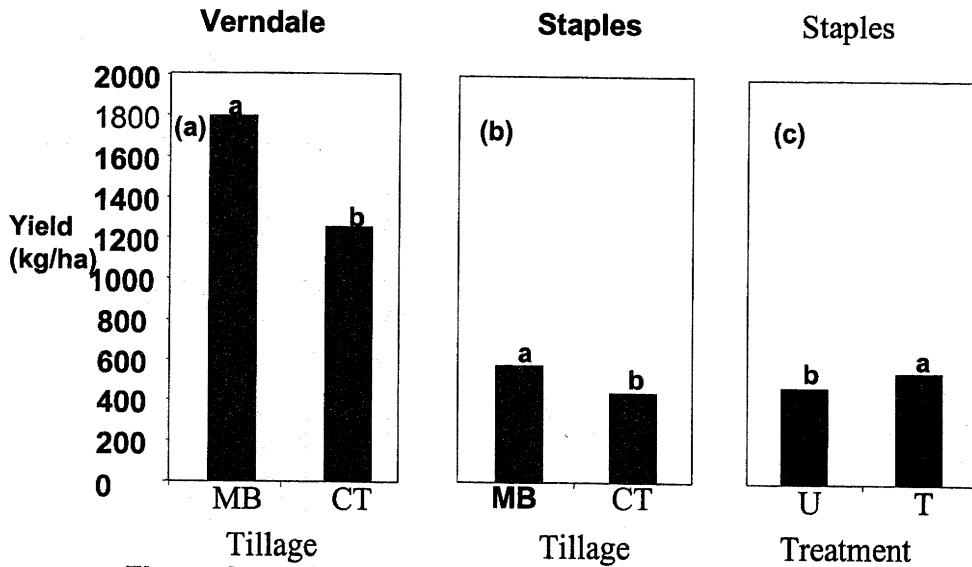 Verndale
Staples
Staples
2000
1800
1600
1400
1200
1000
800
600
400
200
0
Yield
(kg/ha)
(a)
a
b
MB
CT
Tillage
(b)
a
b
MB
CT
Tillage
(c)
b
a
U
T
Treatment